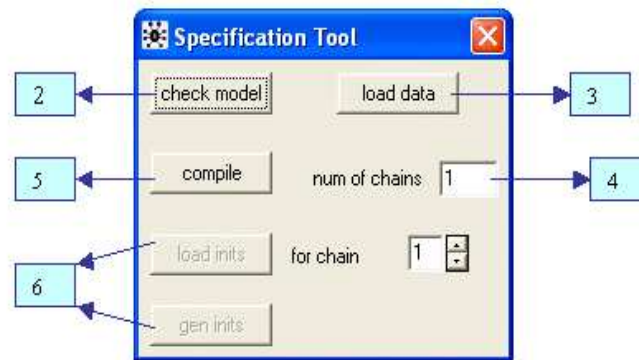 Specification Tool
2 check model load data 3
5 compile num of chains 1 4
load inits for chain 1
6
gen inits